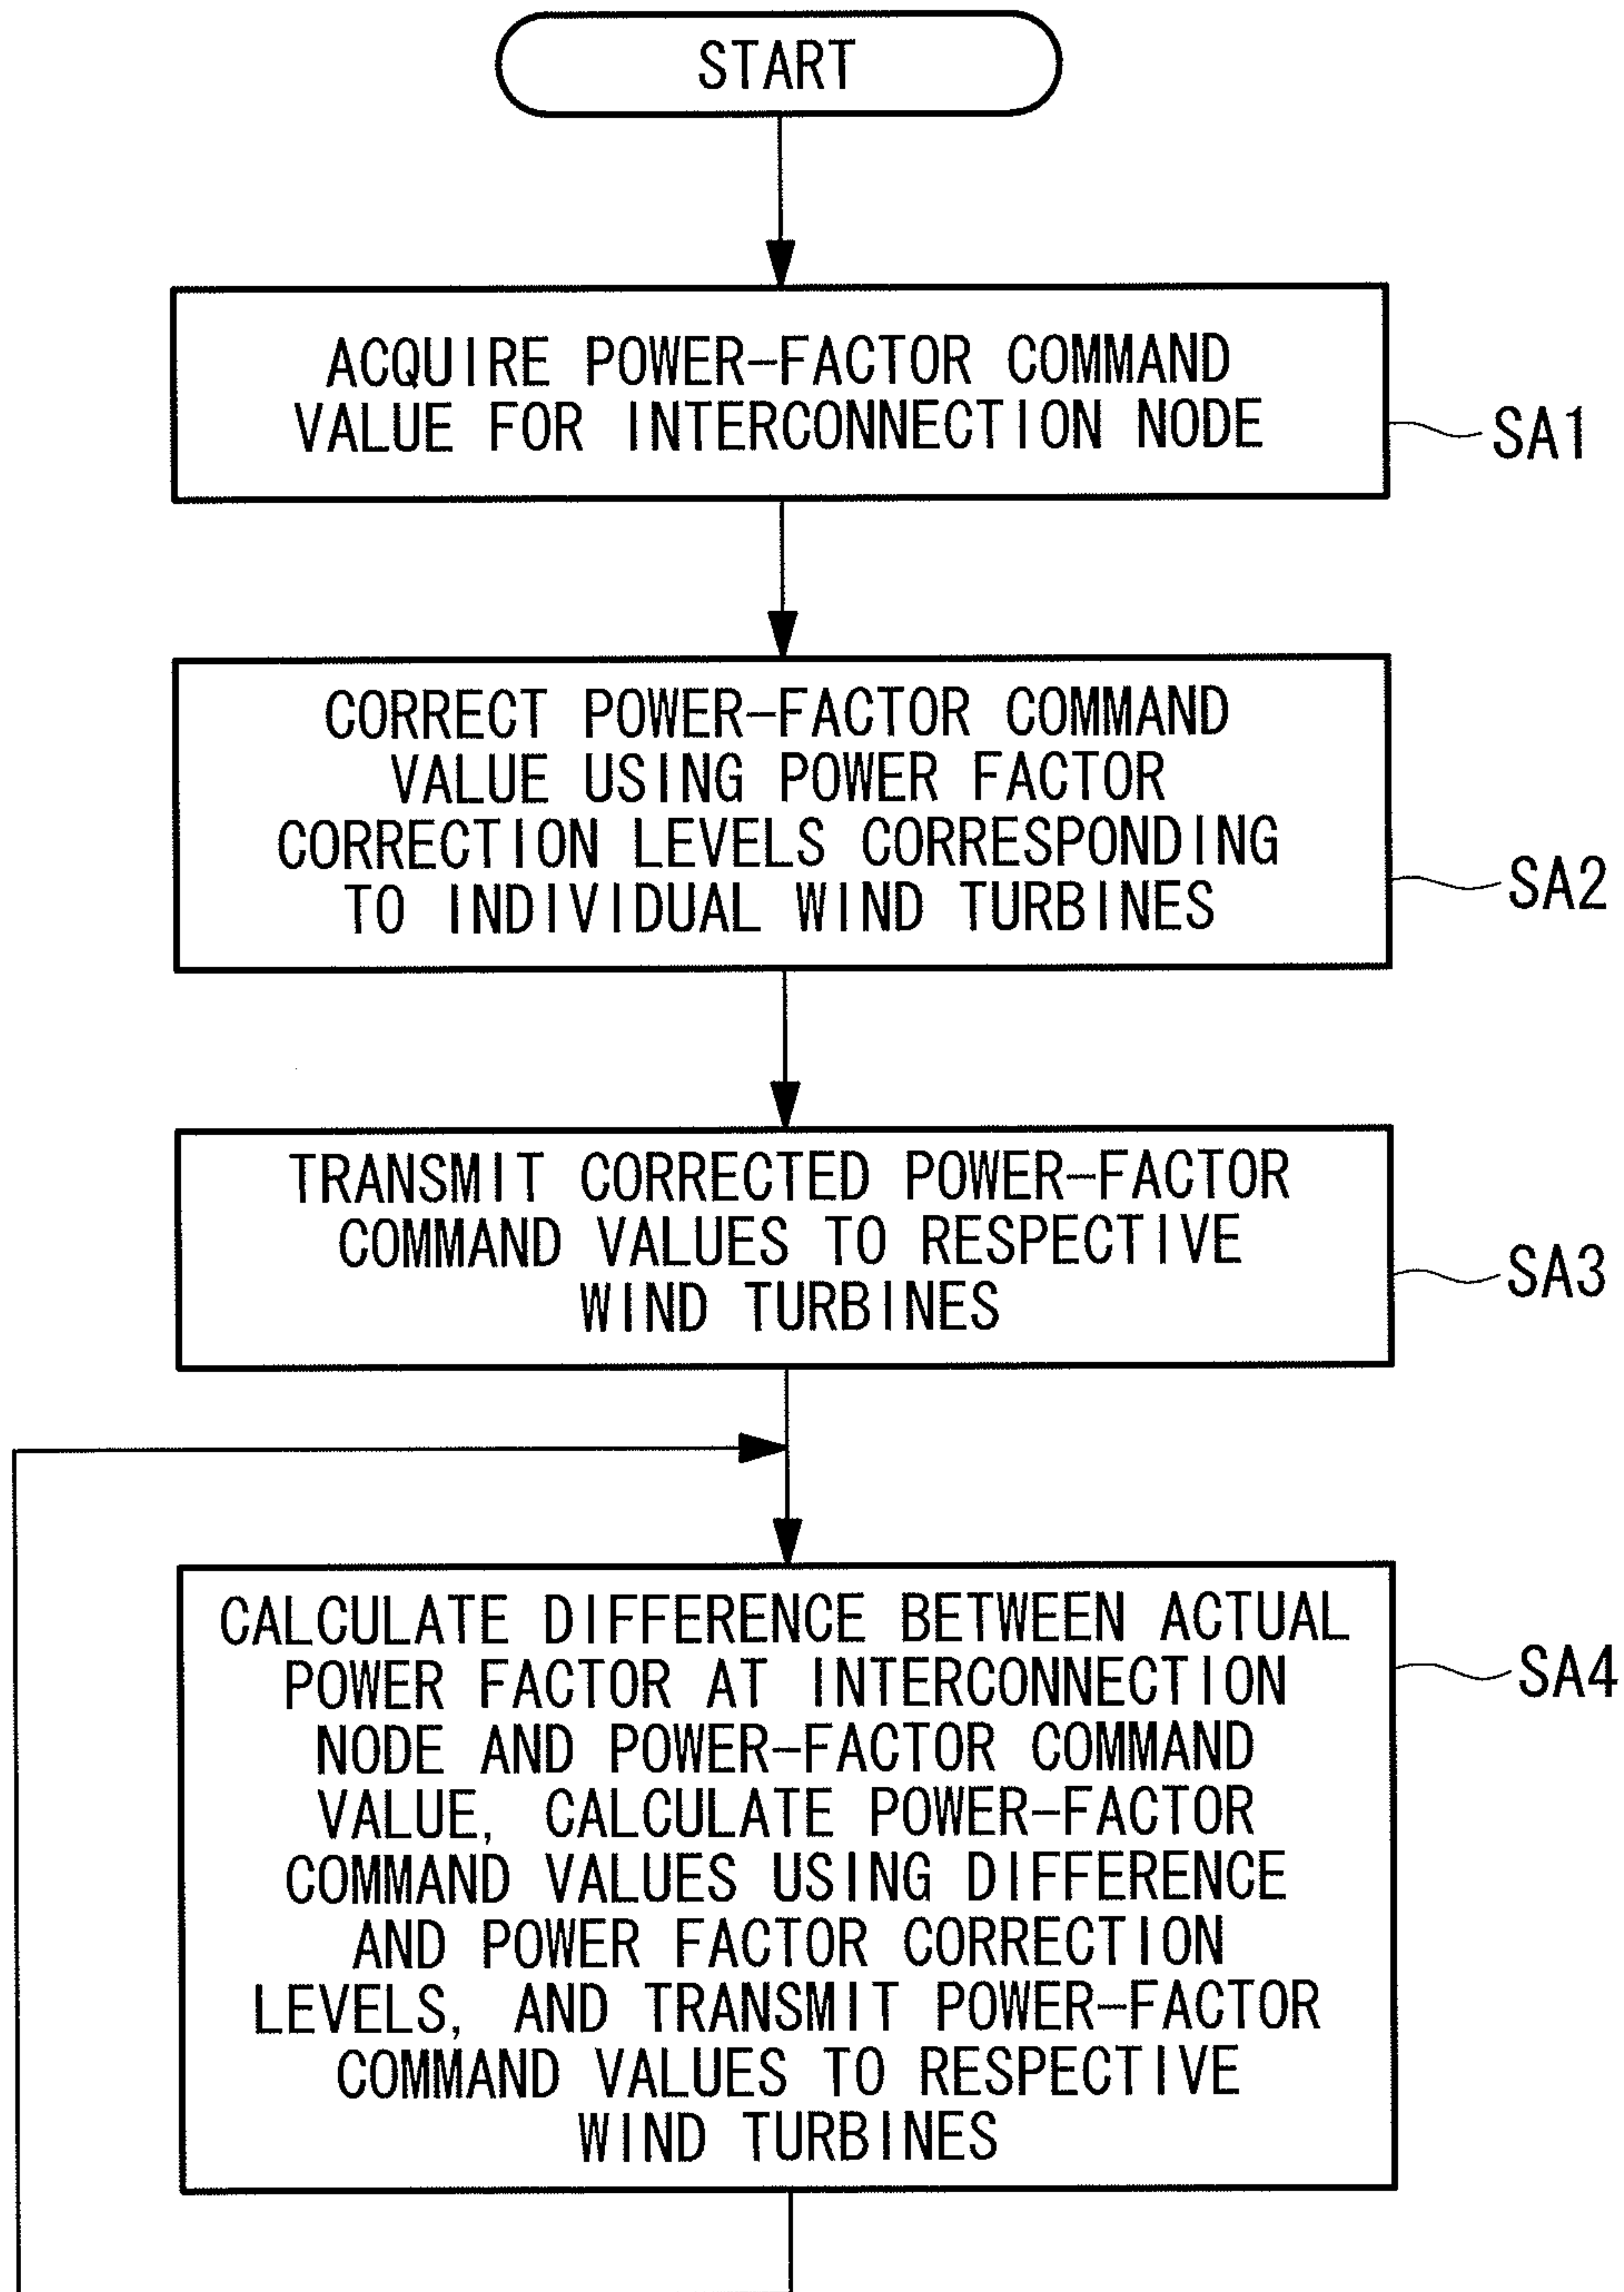 START
ACQUIRE POWER-FACTOR COMMAND
VALUE FOR INTERCONNECTION NODE
SA1
CORRECT POWER-FACTOR COMMAND
VALUE USING POWER FACTOR
CORRECTION LEVELS CORRESPONDING
TO INDIVIDUAL WIND TURBINES
SA2
TRANSMIT CORRECTED POWER-FACTOR
COMMAND VALUES TO RESPECTIVE
WIND TURBINES
SA3
CALCULATE DIFFERENCE BETWEEN ACTUAL
POWER FACTOR AT INTERCONNECTION
NODE AND POWER-FACTOR COMMAND
VALUE, CALCULATE POWER-FACTOR
COMMAND VALUES USING DIFFERENCE
AND POWER FACTOR CORRECTION
LEVELS, AND TRANSMIT POWER-FACTOR
COMMAND VALUES TO RESPECTIVE
WIND TURBINES
SA4